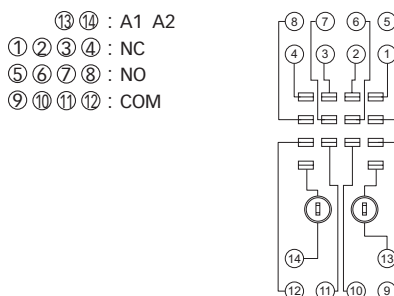 ⑬ ⑭ : A1 A2
① ② ③ ④ : NC
⑤ ⑥ ⑦ ⑧ : NO
⑨ ⑩ ⑪ ⑫ : COM
⑧ ⑦ ⑥ ⑤
④ ③ ② ①
⑭ ⑬
⑫ ⑪ ⑩ ⑨